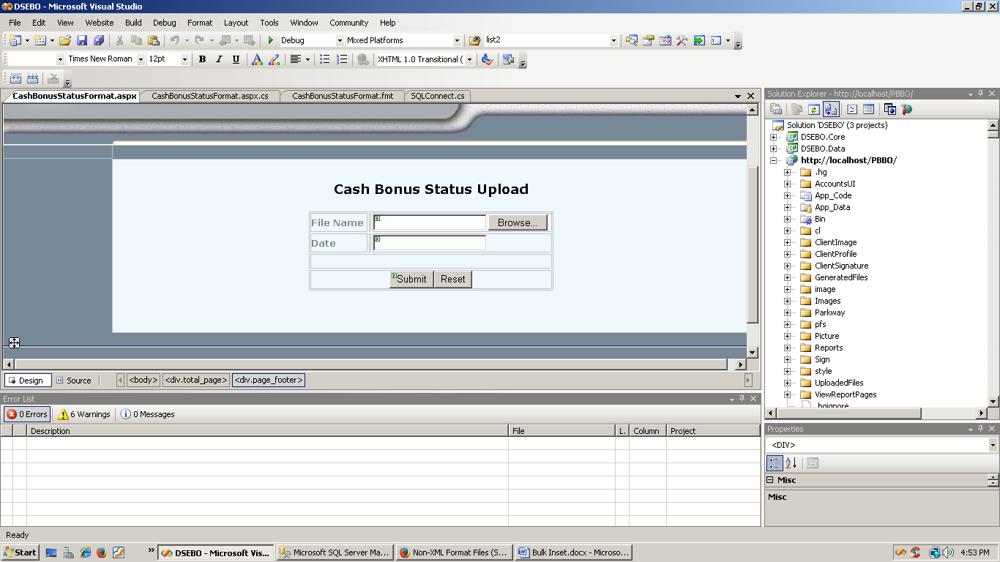 DSEBO - Microsoft Visual Studio
File Edit View Website Build Debug Format Layout Tools Window Community Help
Debug Mixed Platforms list2
Times New Roman 12pt B I U A XHTML 1.0 Transitional (
CashBonusStatusFormat.aspx CashBonusStatusFormat.aspx.cs CashBonusStatusFormat.fmt SQLConnect.cs
Cash Bonus Status Upload
File Name Browse...
Date
Submit Reset
Design Source <body> <div.total_page> <div.page_footer>
Error List
0 Errors 6 Warnings 0 Messages
Description File L. Column Project
Solution Explorer - http://localhost/PBBO/
Solution 'DSEBO' (3 projects)
DSEBO.Core
DSEBO.Data
http://localhost/PBBO/
.hg
AccountsUI
App_Code
App_Data
Bin
cl
ClientImage
ClientProfile
ClientSignature
GeneratedFiles
image
Images
Parkway
pfs
Picture
Reports
Sign
style
UploadedFiles
ViewReportPages
.hgignore
Properties
<DIV>
Misc
Misc
Ready
Start DSEBO - Microsoft Vis... Microsoft SQL Server Ma... Non-XML Format Files (S... Bulk Inset.docx - Microso... 4:53 PM